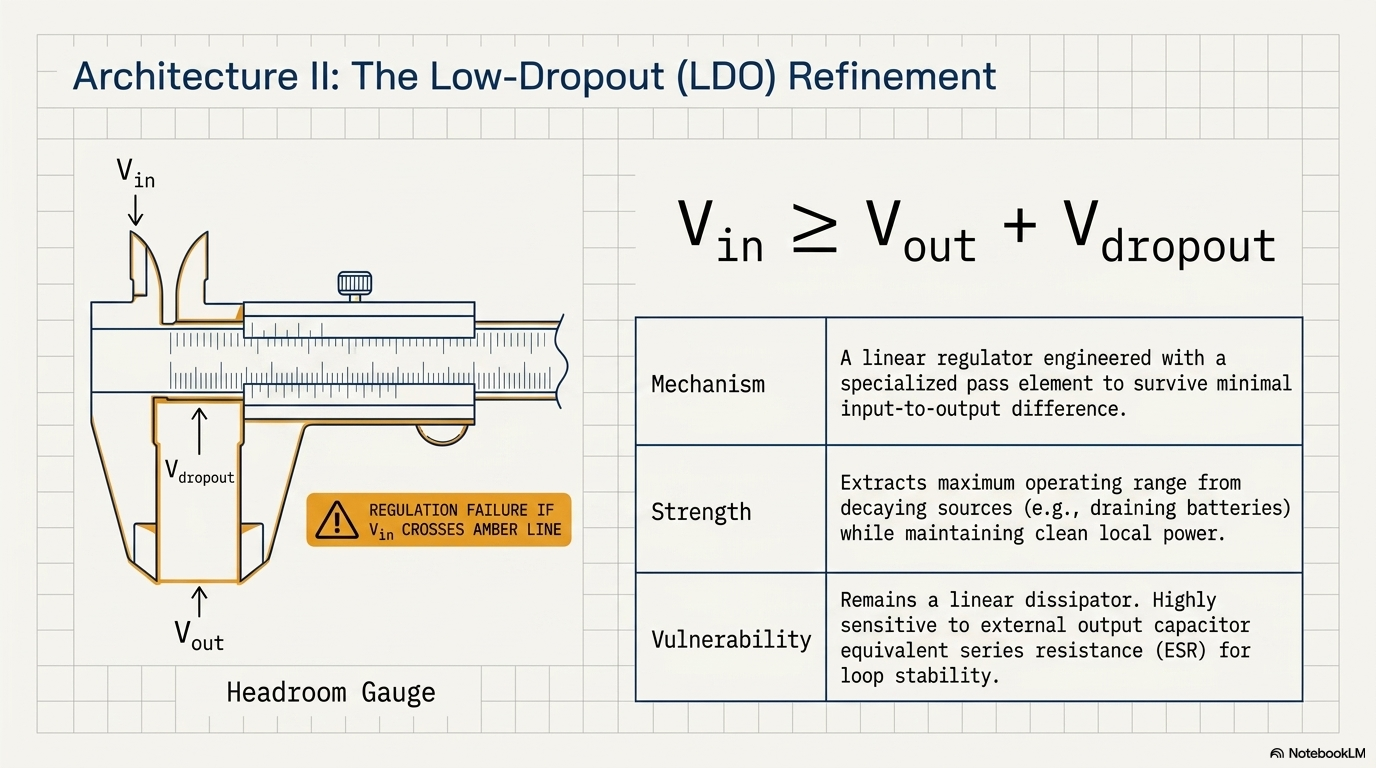 Architecture II: The Low-Dropout (LDO) Refinement
Vin
Vdropout
REGULATION FAILURE IF
Vin CROSSES AMBER LINE
Vout
Headroom Gauge
Vin ≥ Vout + Vdropout
Mechanism
A linear regulator engineered with a
specialized pass element to survive minimal
input-to-output difference.
Strength
Extracts maximum operating range from
decaying sources (e.g., draining batteries)
while maintaining clean local power.
Vulnerability
Remains a linear dissipator. Highly
sensitive to external output capacitor
equivalent series resistance (ESR) for
loop stability.
NotebookLM